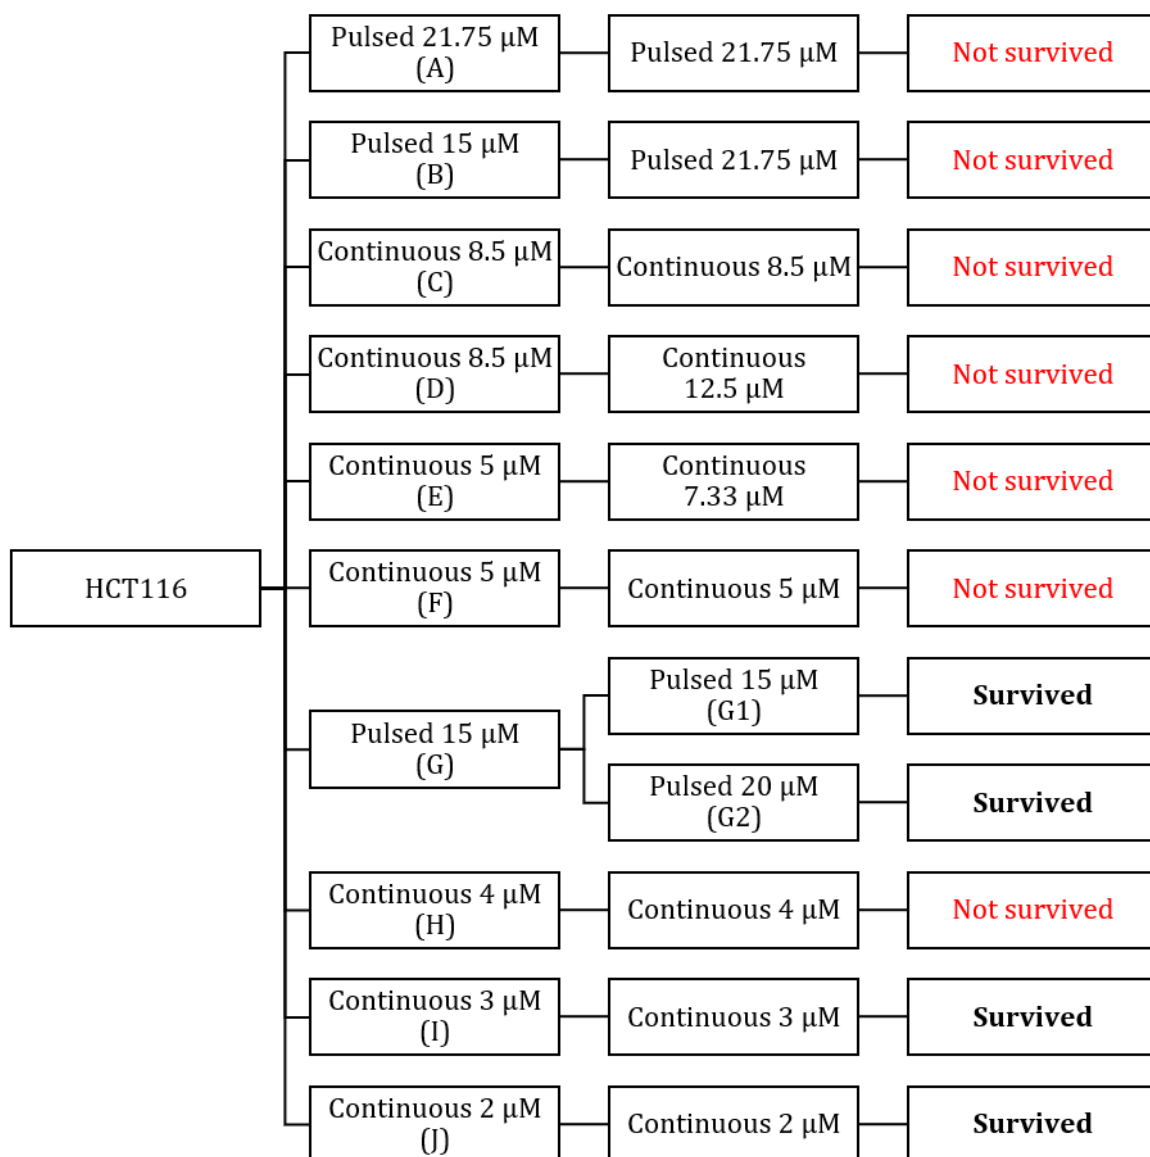 Pulsed 21.75 μM
(A)
Pulsed 21.75 μM
Not survived
Pulsed 15 μM
(B)
Pulsed 21.75 μM
Not survived
Continuous 8.5 μM
(C)
Continuous 8.5 μM
Not survived
Continuous 8.5 μM
(D)
Continuous
12.5 μM
Not survived
Continuous 5 μM
(E)
Continuous
7.33 μM
Not survived
HCT116
Continuous 5 μM
(F)
Continuous 5 μM
Not survived
Pulsed 15 μM
(G)
Pulsed 15 μM
(G1)
Survived
Pulsed 20 μM
(G2)
Survived
Continuous 4 μM
(H)
Continuous 4 μM
Not survived
Continuous 3 μM
(I)
Continuous 3 μM
Survived
Continuous 2 μM
(J)
Continuous 2 μM
Survived